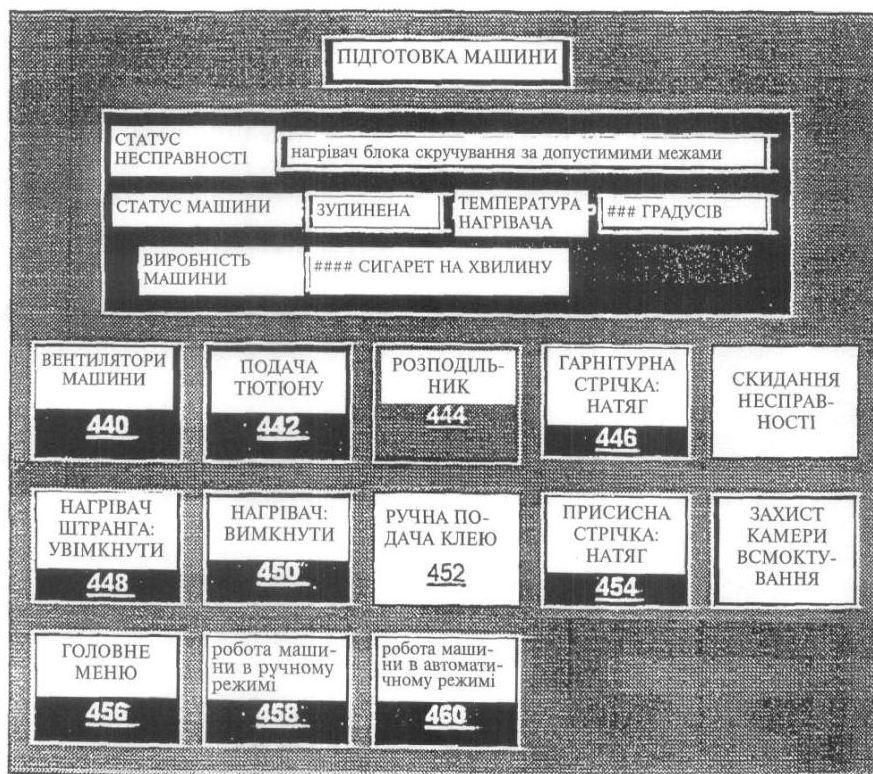 ПІДГОТОВКА МАШИНИ
СТАТУС
НЕСПРАВНОСТІ
нагрівач блока скручування за допустимими межами
СТАТУС МАШИНИ
ЗУПИНЕНА
ТЕМПЕРАТУРА
НАГРІВАЧА
### ГРАДУСІВ
ВИРОБНІСТЬ
МАШИНИ
#### СИГАРЕТ НА ХВИЛИНУ
ВЕНТИЛЯТОРИ
МАШИНИ
440
ПОДАЧА
ТЮТЮНУ
442
РОЗПОДІЛЬ-
НИК
444
ГАРНІТУРНА
СТРІЧКА:
НАТЯГ
446
СКИДАННЯ
НЕСПРАВ-
НОСТІ
НАГРІВАЧ
ШТРАНГА:
УВІМКНУТИ
448
НАГРІВАЧ:
ВИМКНУТИ
450
РУЧНА ПО-
ДАЧА КЛЕЮ
452
ПРИСИСНА
СТРІЧКА:
НАТЯГ
454
ЗАХИСТ
КАМЕРИ
ВСМОКТУ-
ВАННЯ
ГОЛОВНЕ
МЕНЮ
456
робота маши-
ни в ручному
режимі
458
робота маши-
ни в автомати-
чному режимі
460